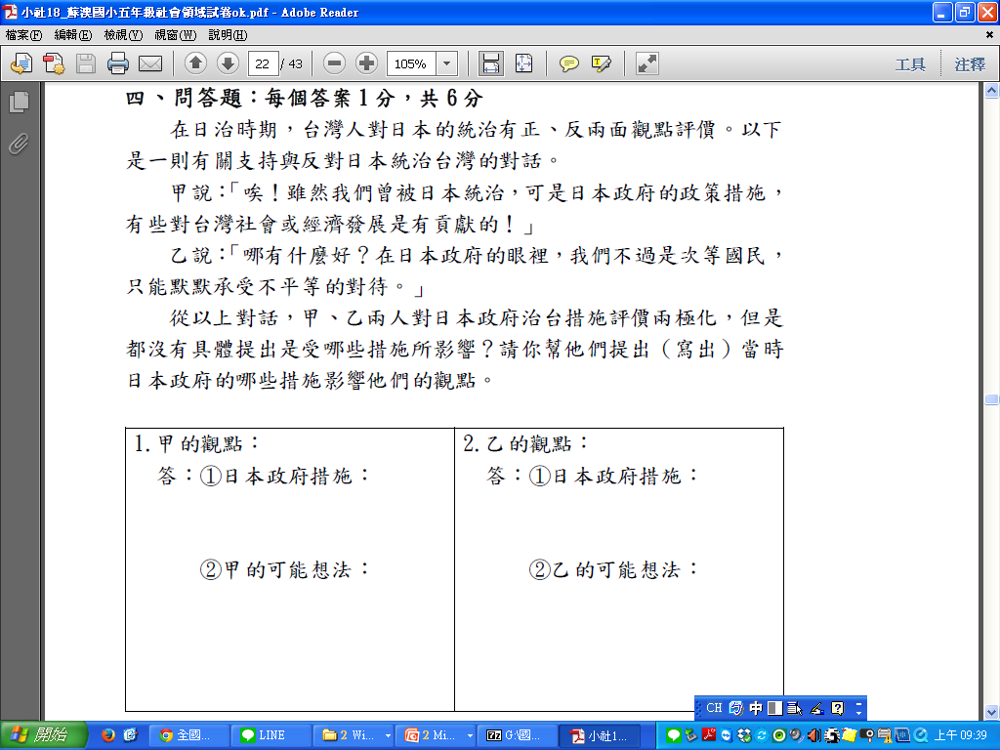 小社18_蘇澳國小五年級社會領域試卷ok.pdf - Adobe Reader
檔案(F) 編輯(E) 檢視(V) 視窗(W) 說明(H)
22 / 43 105% 工具 注釋
四、問答題：每個答案1分，共6分
在日治時期，台灣人對日本的統治有正、反兩面觀點評價。以下
是一則有關支持與反對日本統治台灣的對話。
甲說：「唉！雖然我們曾被日本統治，可是日本政府的政策措施，
有些對台灣社會或經濟發展是有貢獻的！」
乙說：「哪有什麼好？在日本政府的眼裡，我們不過是次等國民，
只能默默承受不平等的對待。」
從以上對話，甲、乙兩人對日本政府治台措施評價兩極化，但是
都沒有具體提出是受哪些措施所影響？請你幫他們提出（寫出）當時
日本政府的哪些措施影響他們的觀點。
1.甲的觀點：
答：①日本政府措施：
②甲的可能想法：
2.乙的觀點：
答：①日本政府措施：
②乙的可能想法：
CH 中
開始 全國... LINE 2 Wi... 2 Mi... G:\國... 小社1... 上午 09:39